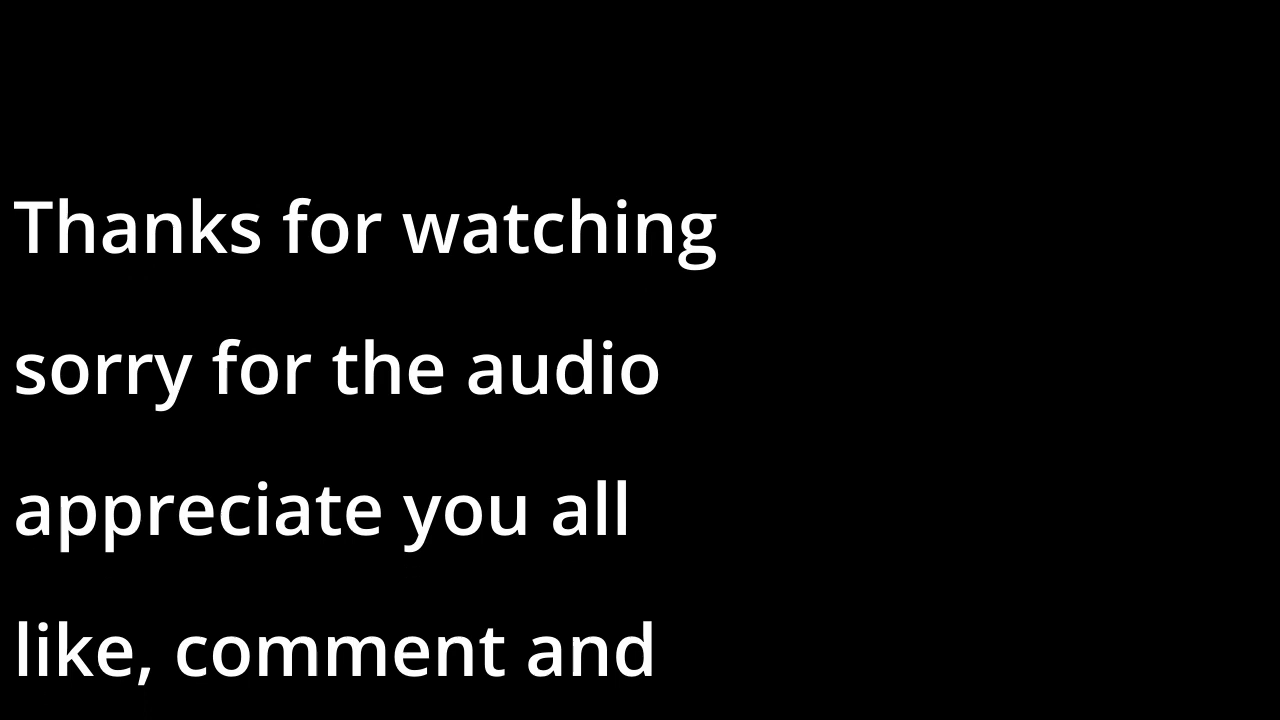 Thanks for watching
sorry for the audio
appreciate you all
like, comment and